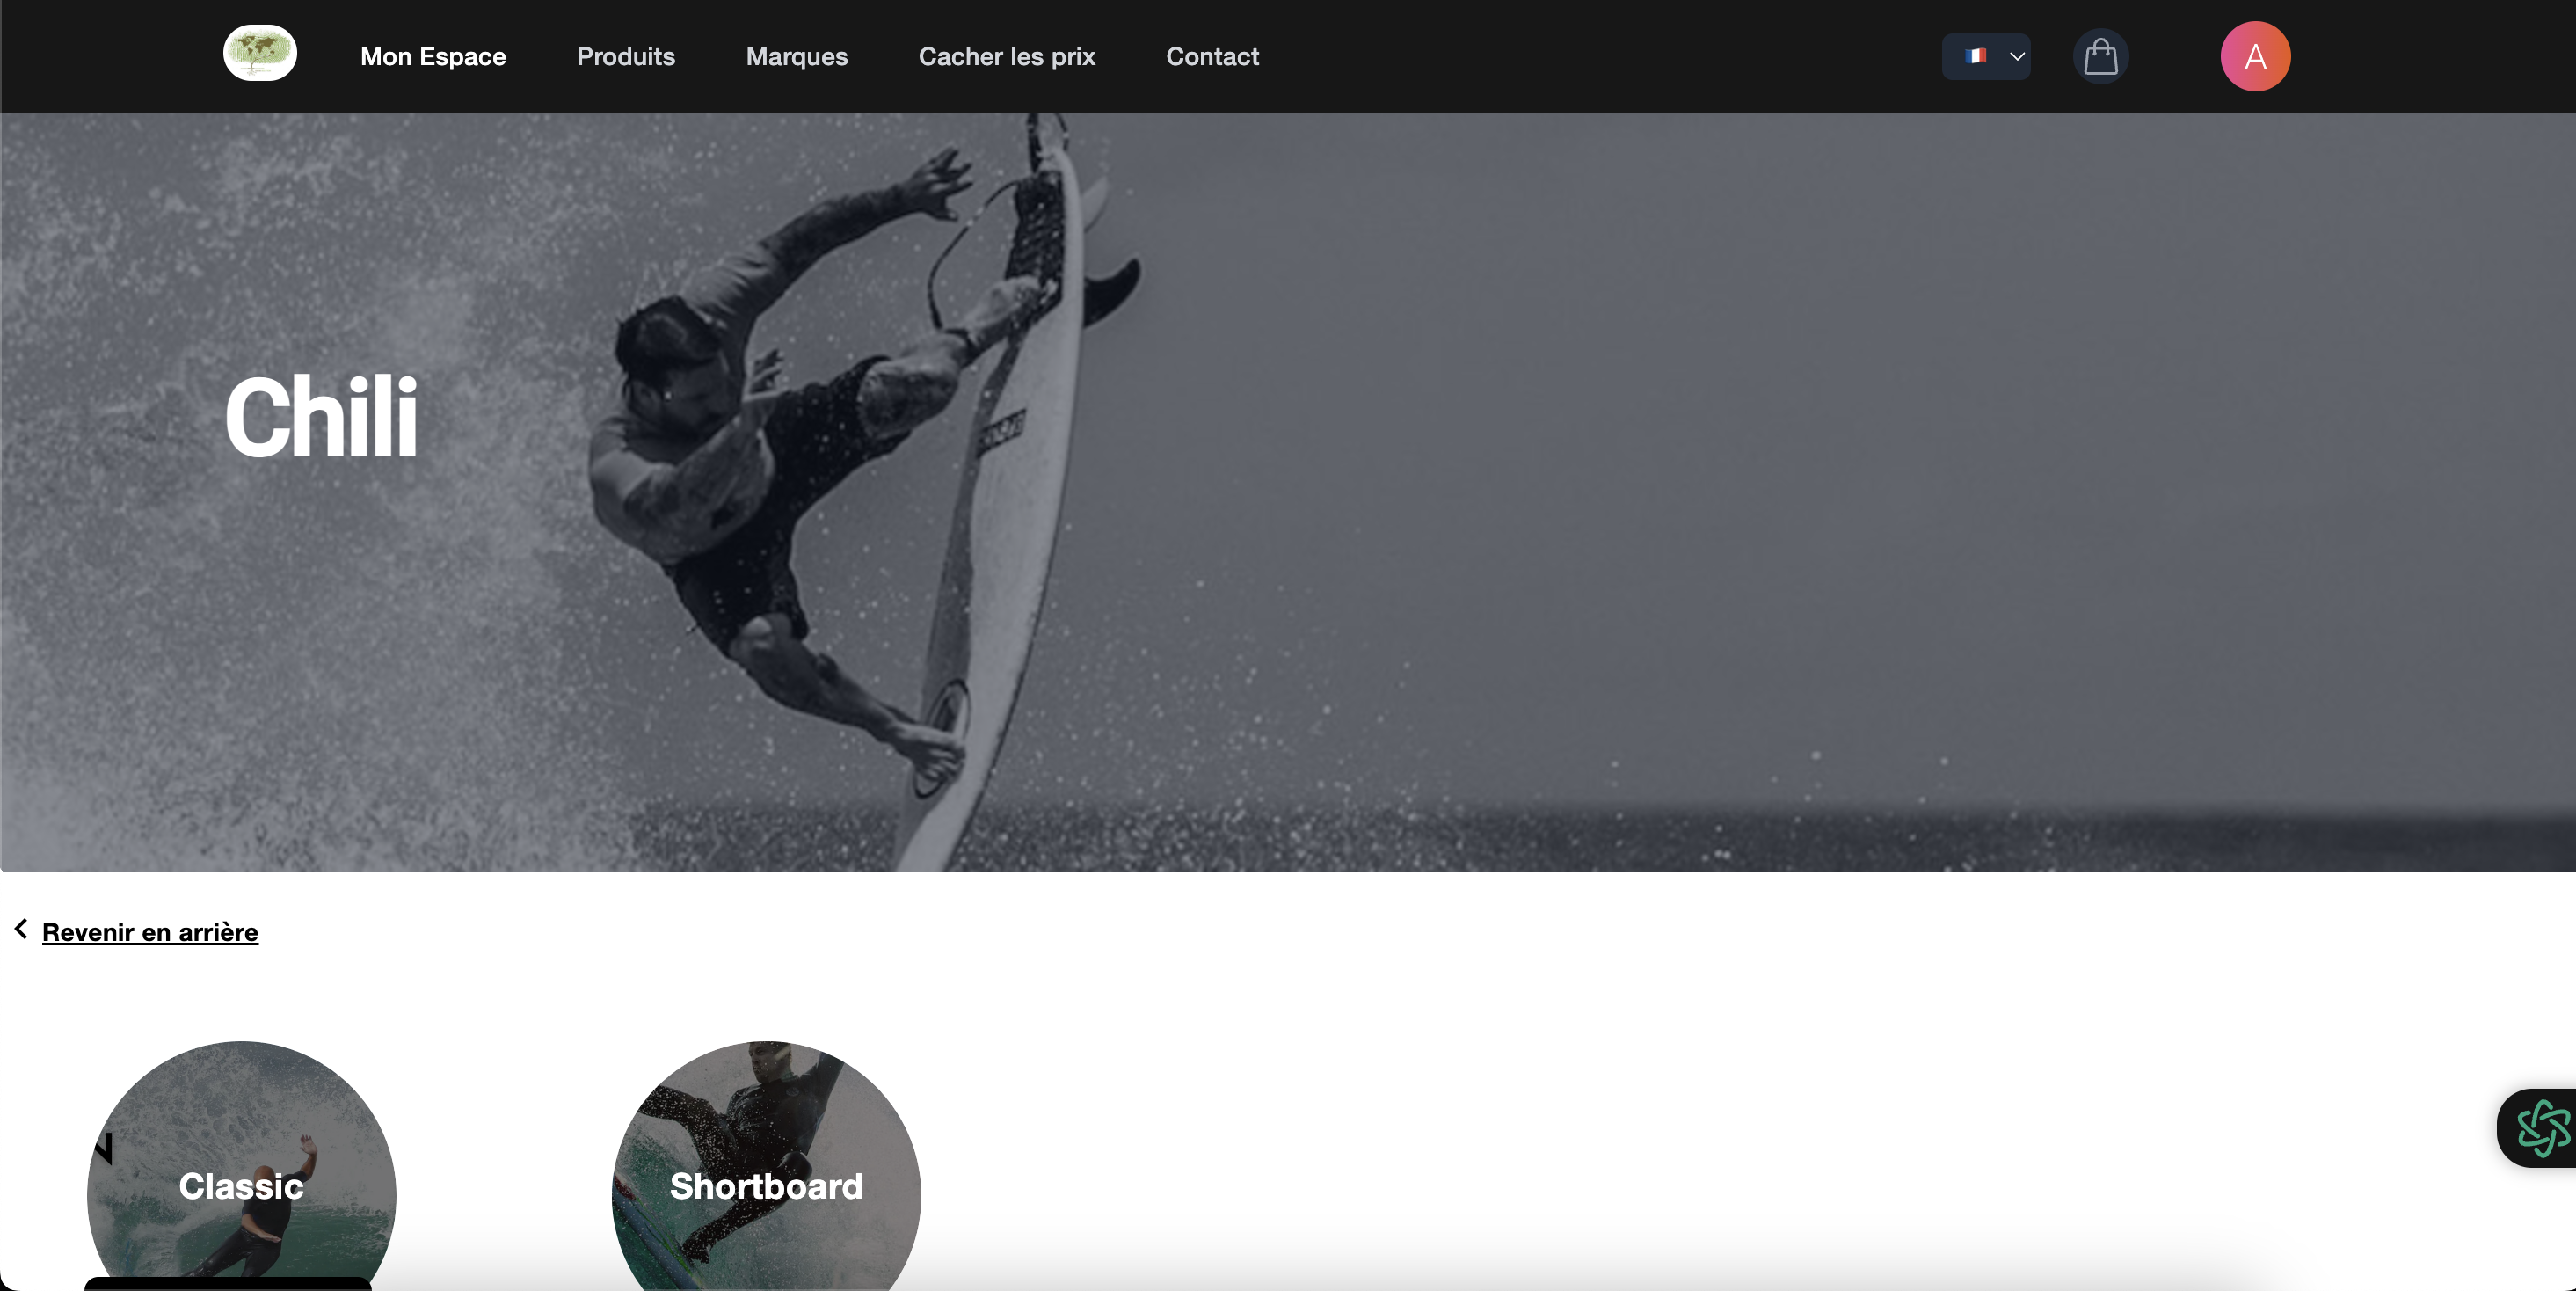 Mon Espace
Produits
Marques
Cacher les prix
Contact
A
Chili
Revenir en arrière
Classic
Shortboard